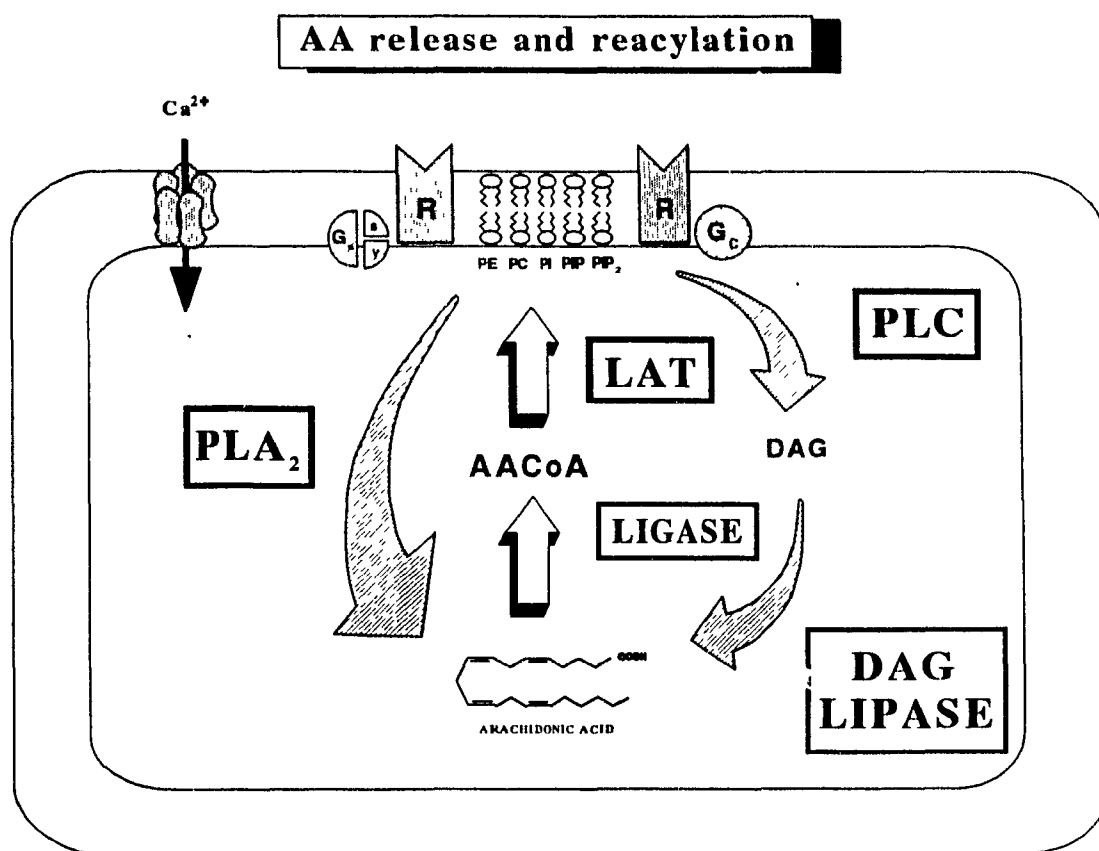 AA release and reacylation
Ca²⁺
R
R
G
y
G_C
PE PC PI PIP PIP₂
PLC
LAT
PLA₂
DAG
AACoA
LIGASE
COOH
DAG
LIPASE
ARACHIDONIC ACID